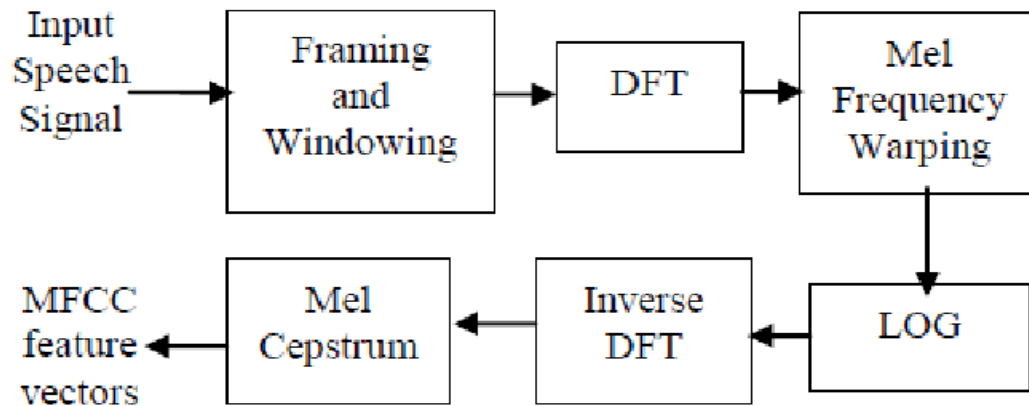 Input
Speech
Signal
Framing
and
Windowing
DFT
Mel
Frequency
Warping
LOG
Inverse
DFT
Mel
Cepstrum
MFCC
feature
vectors